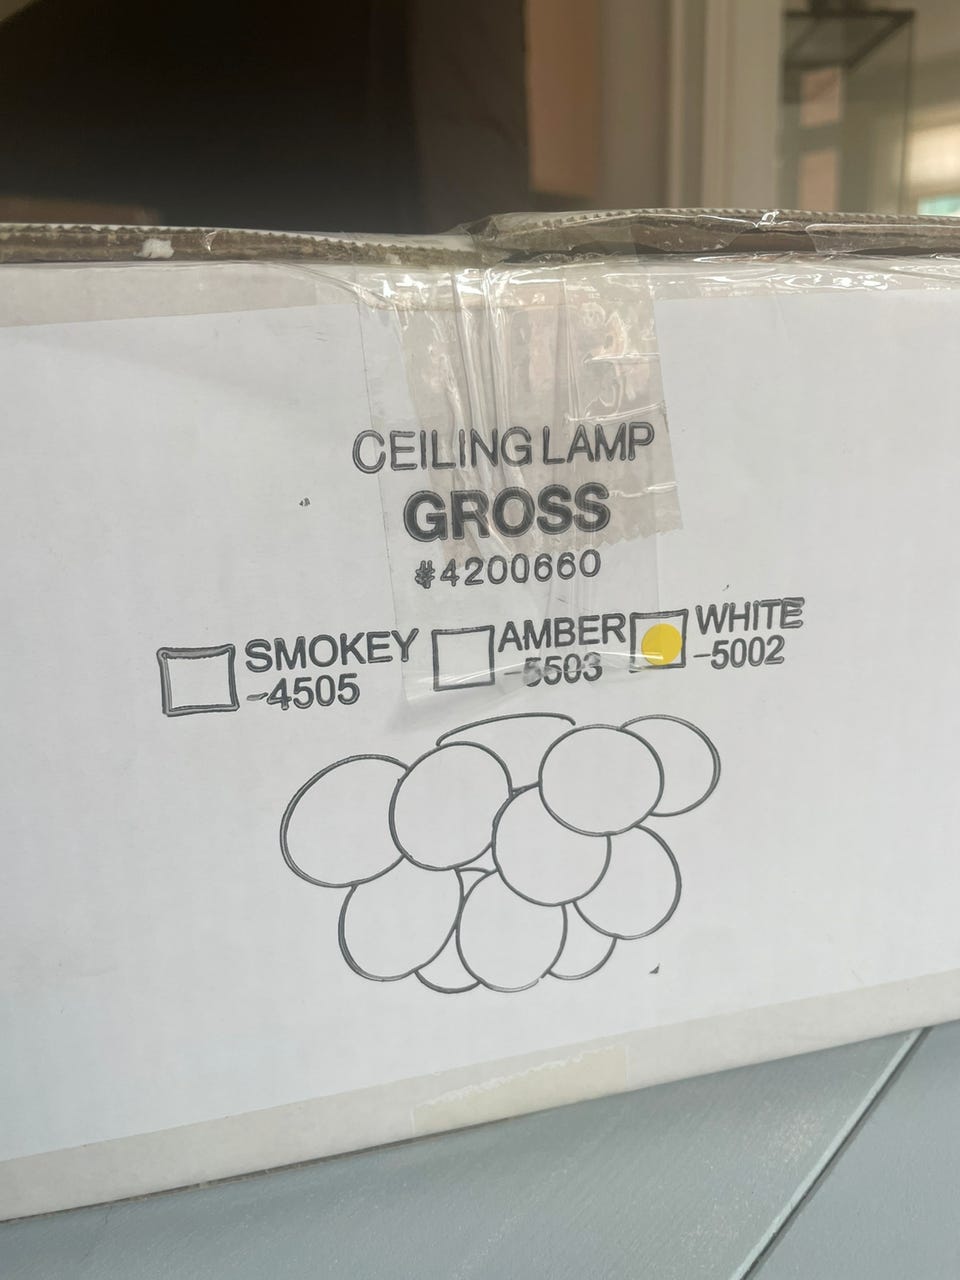 CEILING LAMP
GROSS
#4200660
SMOKEY AMBER WHITE
-4505 -5503 -5002